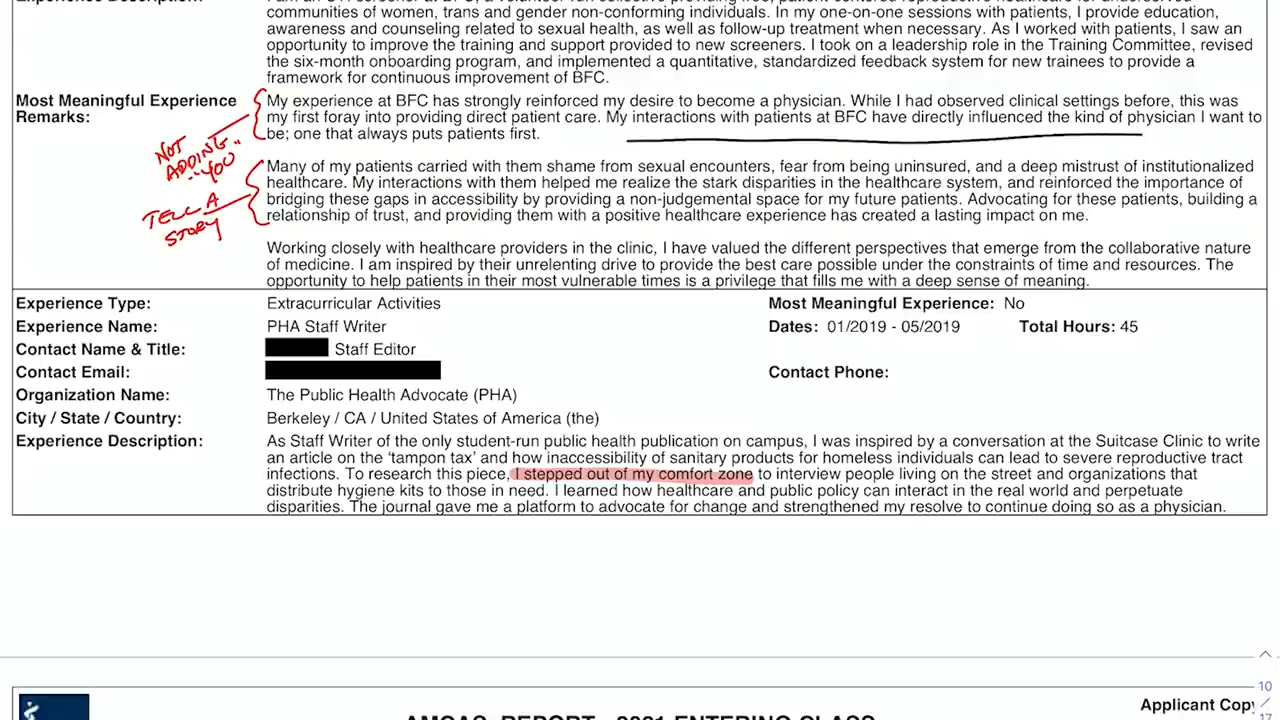 communities of women, trans and gender non-conforming individuals. In my one-on-one sessions with patients, I provide education,
awareness and counseling related to sexual health, as well as follow-up treatment when necessary. As I worked with patients, I saw an
opportunity to improve the training and support provided to new screeners. I took on a leadership role in the Training Committee, revised
the six-month onboarding program, and implemented a quantitative, standardized feedback system for new trainees to provide a
framework for continuous improvement of BFC.
Most Meaningful Experience
Remarks:
My experience at BFC has strongly reinforced my desire to become a physician. While I had observed clinical settings before, this was
my first foray into providing direct patient care. My interactions with patients at BFC have directly influenced the kind of physician I want to
be; one that always puts patients first.
NOT
ADDING..
..YOU
Many of my patients carried with them shame from sexual encounters, fear from being uninsured, and a deep mistrust of institutionalized
healthcare. My interactions with them helped me realize the stark disparities in the healthcare system, and reinforced the importance of
bridging these gaps in accessibility by providing a non-judgemental space for my future patients. Advocating for these patients, building a
relationship of trust, and providing them with a positive healthcare experience has created a lasting impact on me.
TELL A
STORY
Working closely with healthcare providers in the clinic, I have valued the different perspectives that emerge from the collaborative nature
of medicine. I am inspired by their unrelenting drive to provide the best care possible under the constraints of time and resources. The
opportunity to help patients in their most vulnerable times is a privilege that fills me with a deep sense of meaning.
Experience Type: Extracurricular Activities Most Meaningful Experience: No
Experience Name: PHA Staff Writer Dates: 01/2019 - 05/2019 Total Hours: 45
Contact Name & Title: Staff Editor
Contact Email: Contact Phone:
Organization Name: The Public Health Advocate (PHA)
City / State / Country: Berkeley / CA / United States of America (the)
Experience Description: As Staff Writer of the only student-run public health publication on campus, I was inspired by a conversation at the Suitcase Clinic to write
an article on the ‘tampon tax’ and how inaccessibility of sanitary products for homeless individuals can lead to severe reproductive tract
infections. To research this piece, I stepped out of my comfort zone to interview people living on the street and organizations that
distribute hygiene kits to those in need. I learned how healthcare and public policy can interact in the real world and perpetuate
disparities. The journal gave me a platform to advocate for change and strengthened my resolve to continue doing so as a physician.
10
Applicant Copy